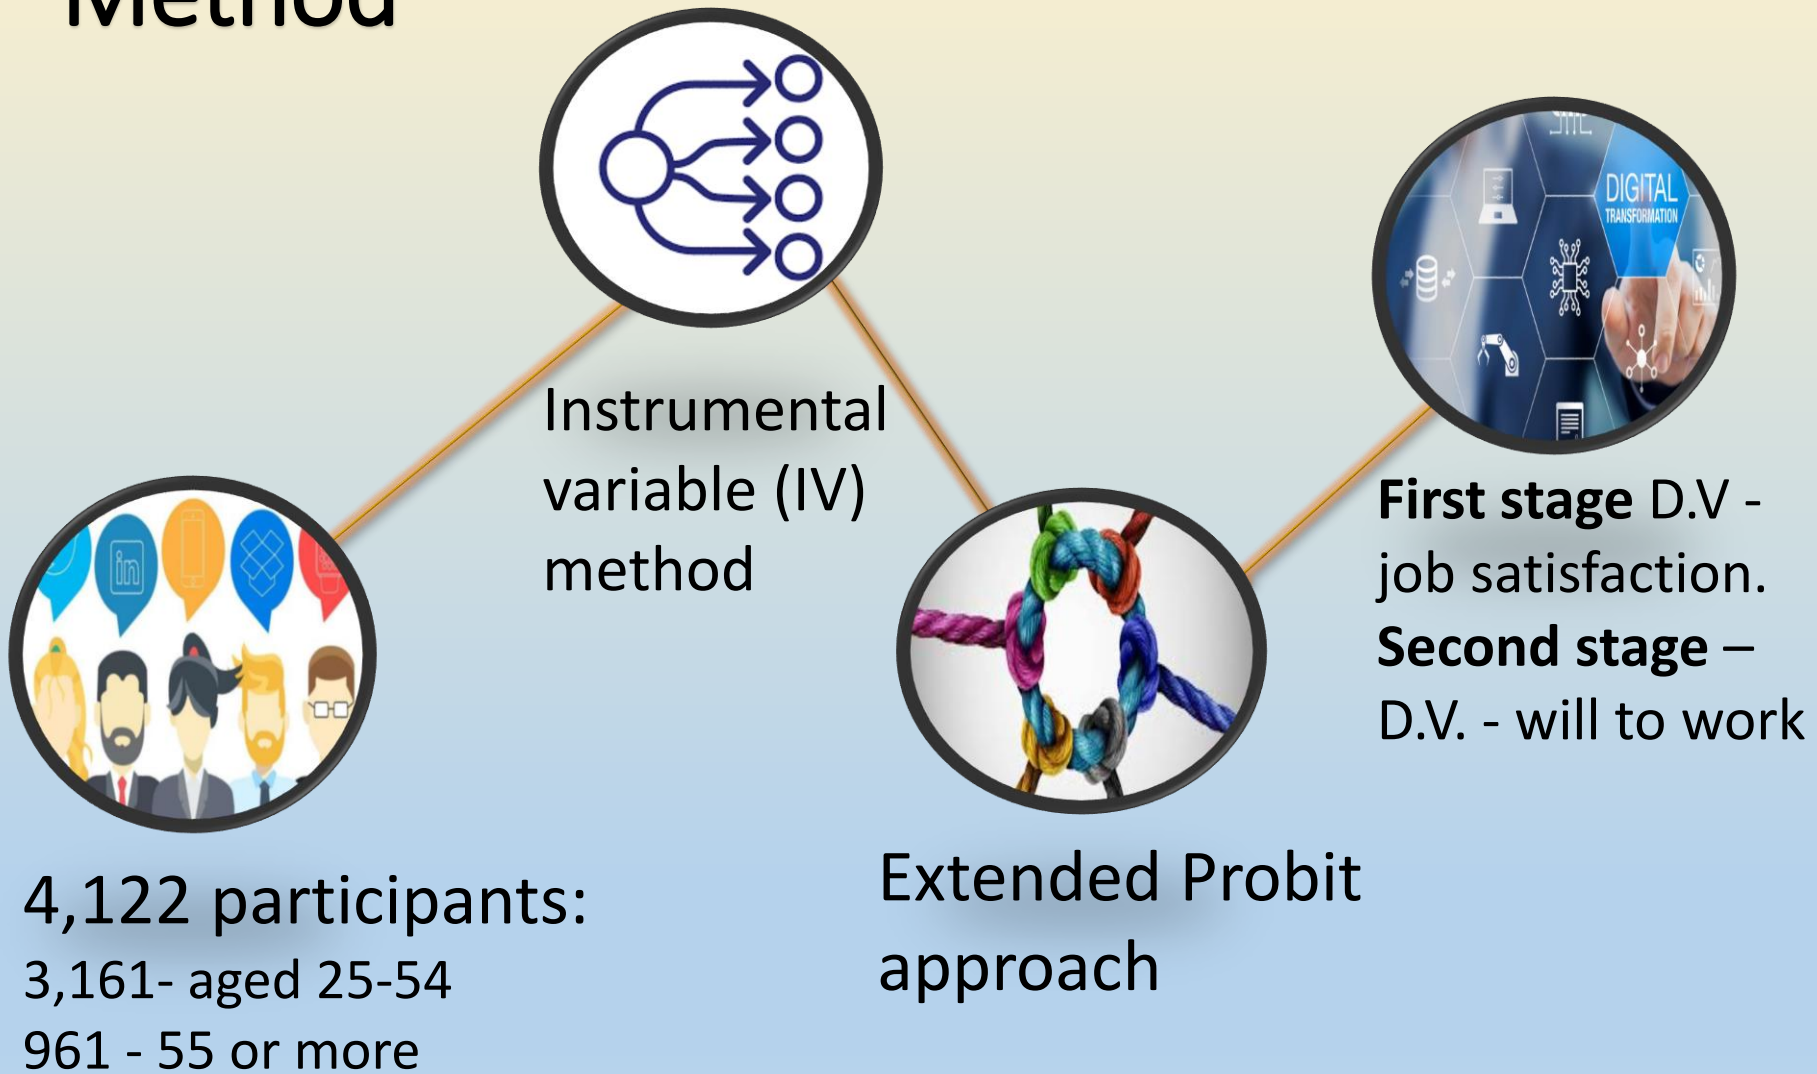 Method
Instrumental
variable (IV)
method
DIGITAL
TRANSFORMATION
in
First stage D.V -
job satisfaction.
Second stage –
D.V. - will to work
4,122 participants:
3,161- aged 25-54
961 - 55 or more
Extended Probit
approach